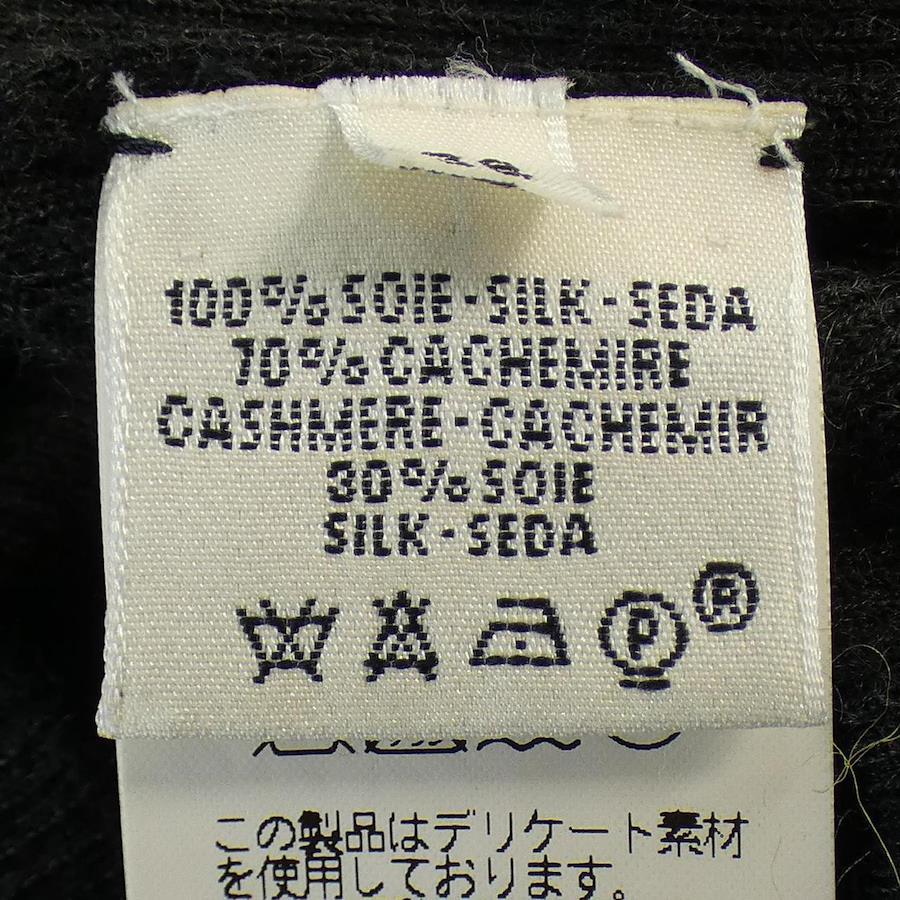 100% SOIE · SILK · SEDA
70% CACHEMIRE
CASHMERE · CACHEMIR
30% SOIE
SILK · SEDA
P ®
この製品はデリケート素材
を使用しております。